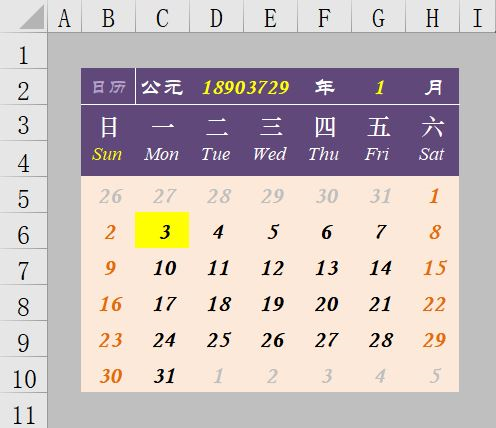 A B C D E F G H I
1
2 日历 公元 18903729 年 1 月
3 日 一 二 三 四 五 六
4 Sun Mon Tue Wed Thu Fri Sat
5 26 27 28 29 30 31 1
6 2 3 4 5 6 7 8
7 9 10 11 12 13 14 15
8 16 17 18 19 20 21 22
9 23 24 25 26 27 28 29
10 30 31 1 2 3 4 5
11